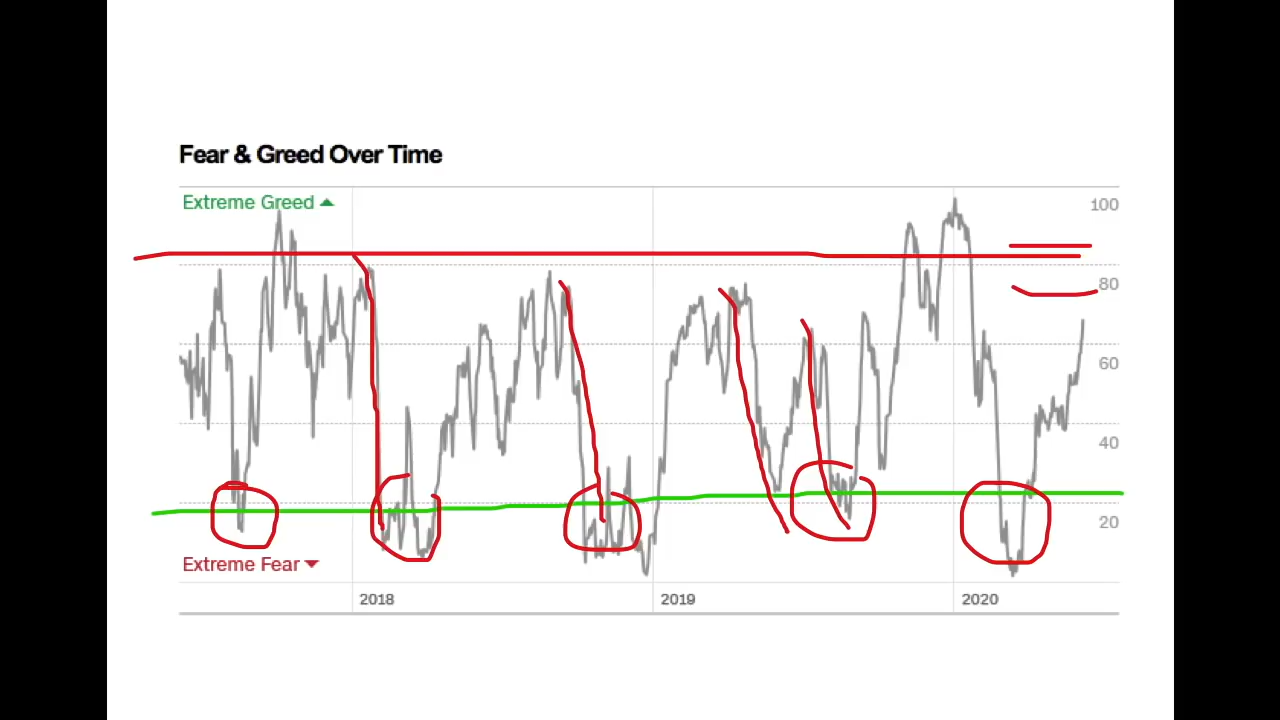 Fear & Greed Over Time
Extreme Greed ▲
100
80
60
40
20
Extreme Fear ▼
2018 2019 2020